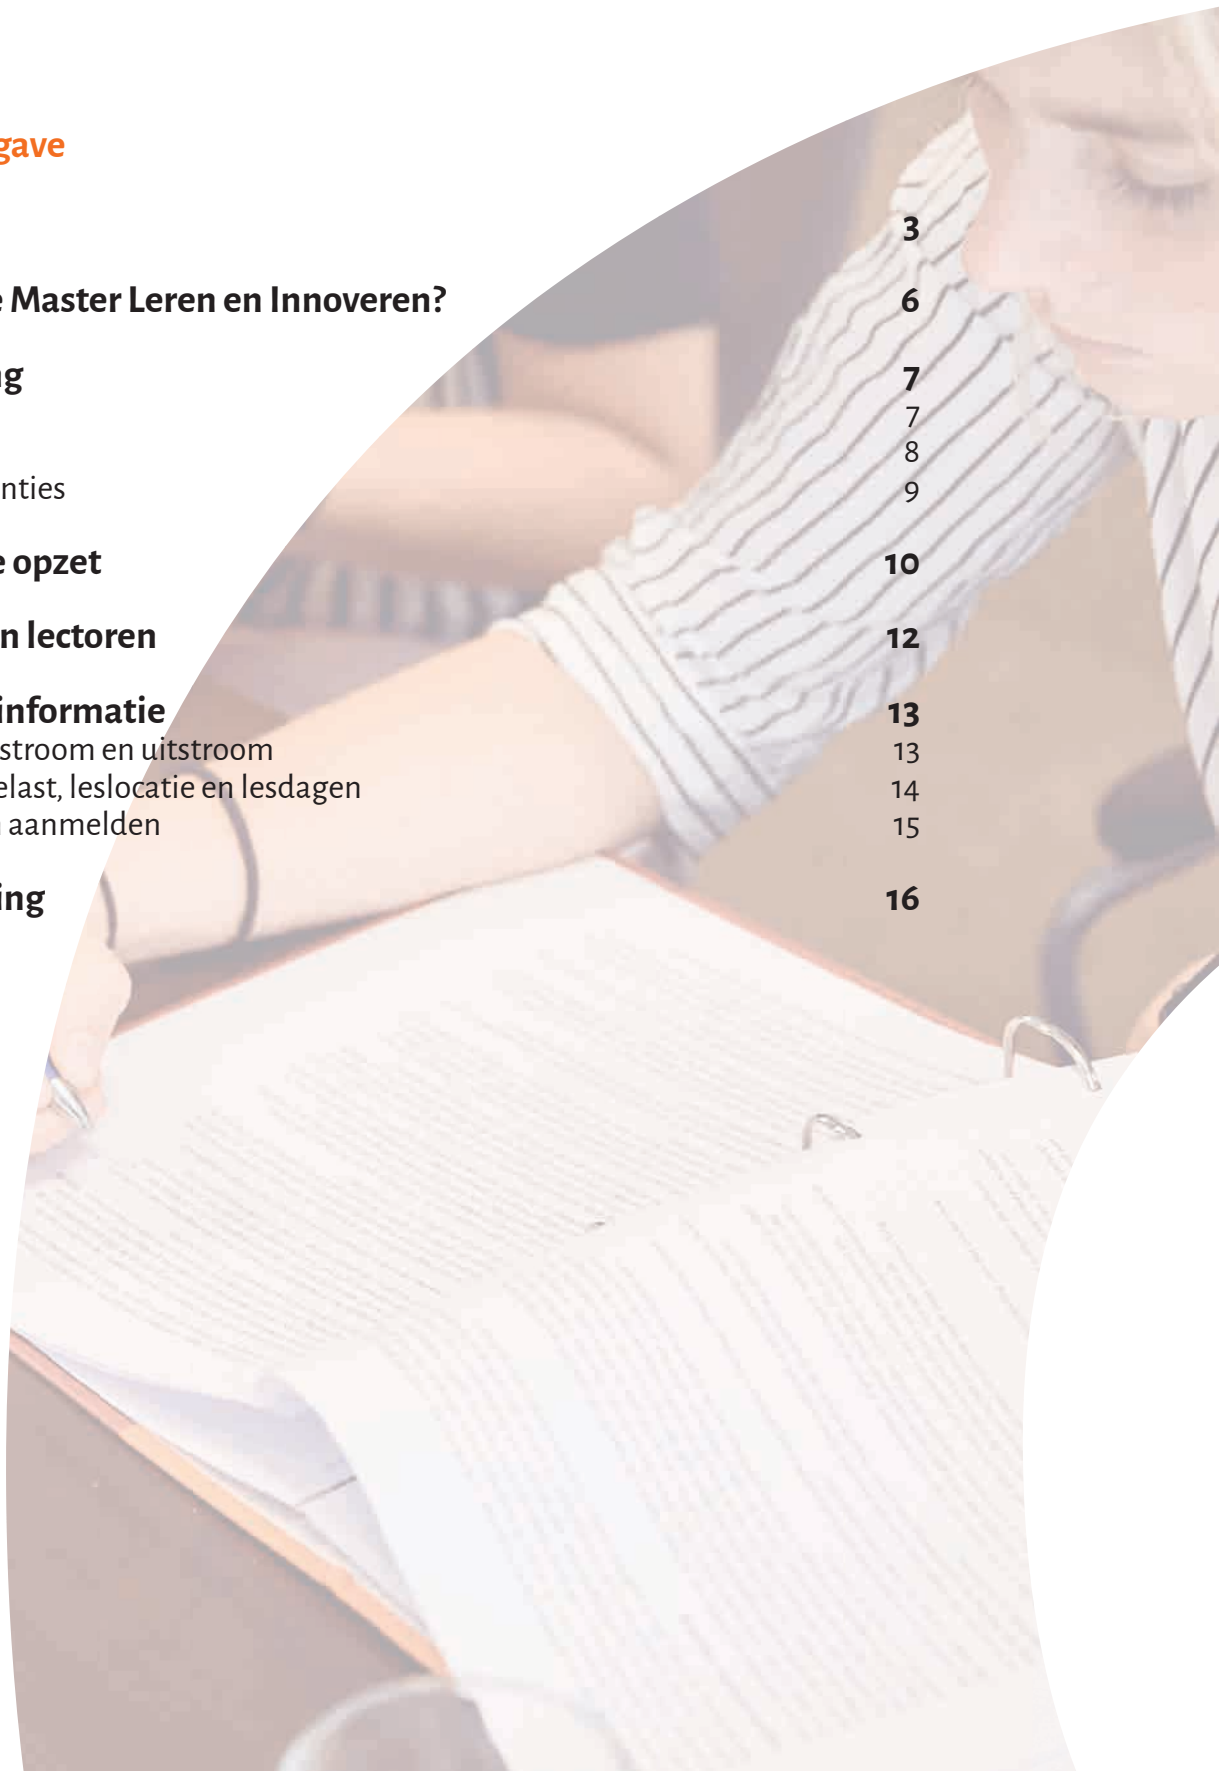 gave
3
e Master Leren en Innoveren? 6
ng 7
7
8
nties 9
e opzet 10
n lectoren 12
informatie 13
stroom en uitstroom 13
elast, leslocatie en lesdagen 14
n aanmelden 15
ing 16